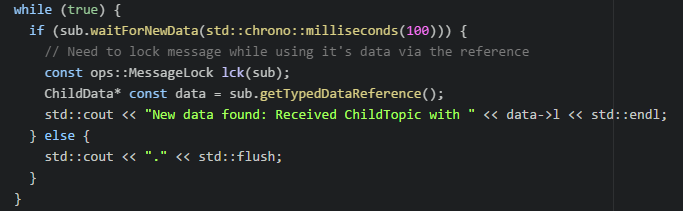 while (true) {
if (sub.waitForNewData(std::chrono::milliseconds(100))) {
// Need to lock message while using it's data via the reference
const ops::MessageLock lck(sub);
ChildData* const data = sub.getTypedDataReference();
std::cout << "New data found: Received ChildTopic with " << data->l << std::endl;
} else {
std::cout << "." << std::flush;
}
}